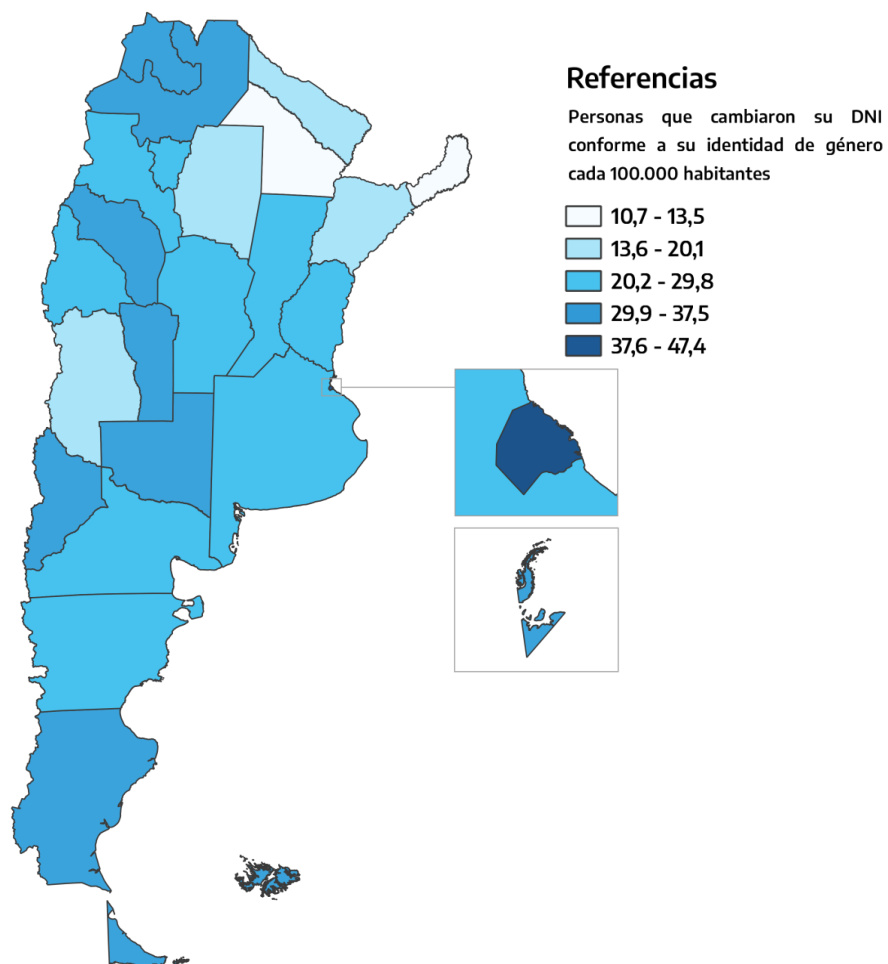 Referencias
Personas que cambiaron su DNI
conforme a su identidad de género
cada 100.000 habitantes
10,7 - 13,5
13,6 - 20,1
20,2 - 29,8
29,9 - 37,5
37,6 - 47,4